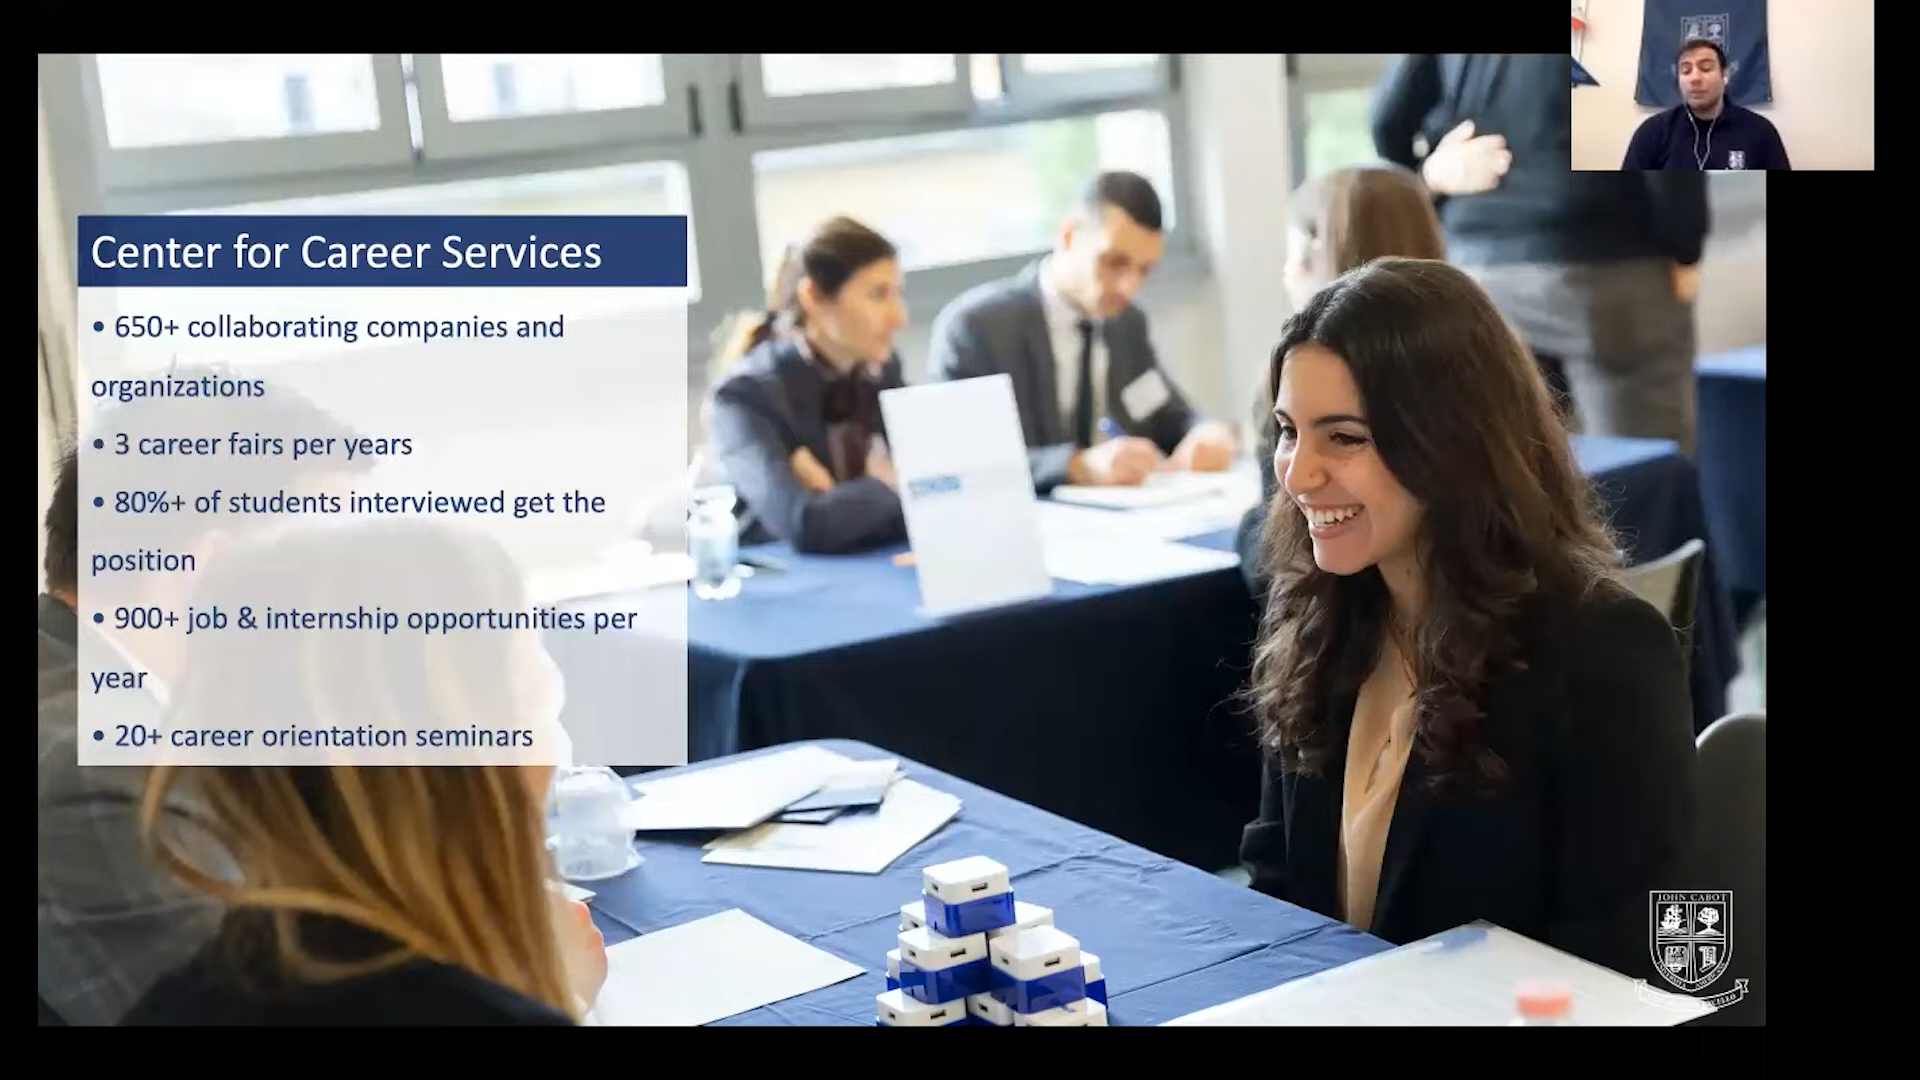 Center for Career Services
• 650+ collaborating companies and
organizations
• 3 career fairs per years
• 80%+ of students interviewed get the
position
• 900+ job & internship opportunities per
year
• 20+ career orientation seminars
JOHN CABOT